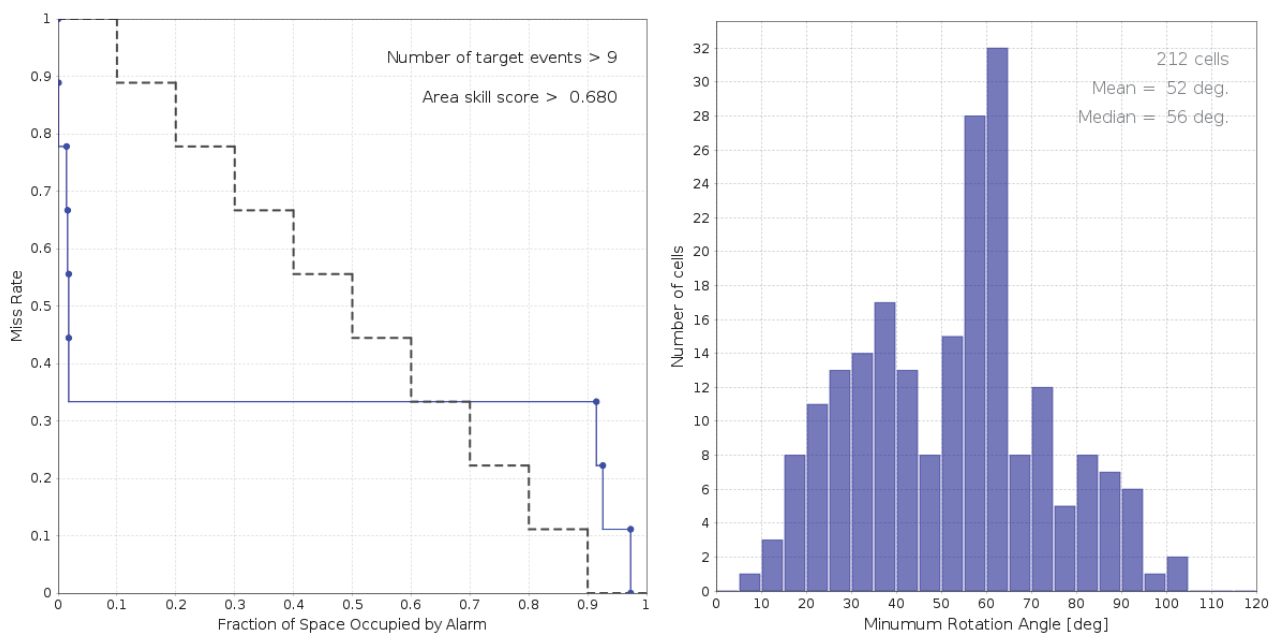 Number of target events > 9
Area skill score > 0.680
1
0.9
0.8
0.7
0.6
0.5
0.4
0.3
0.2
0.1
0
Miss Rate
0 0.1 0.2 0.3 0.4 0.5 0.6 0.7 0.8 0.9 1
Fraction of Space Occupied by Alarm
212 cells
Mean = 52 deg.
Median = 56 deg.
32
30
28
26
24
22
20
18
16
14
12
10
8
6
4
2
0
Number of cells
0 10 20 30 40 50 60 70 80 90 100 110 120
Minumum Rotation Angle [deg]